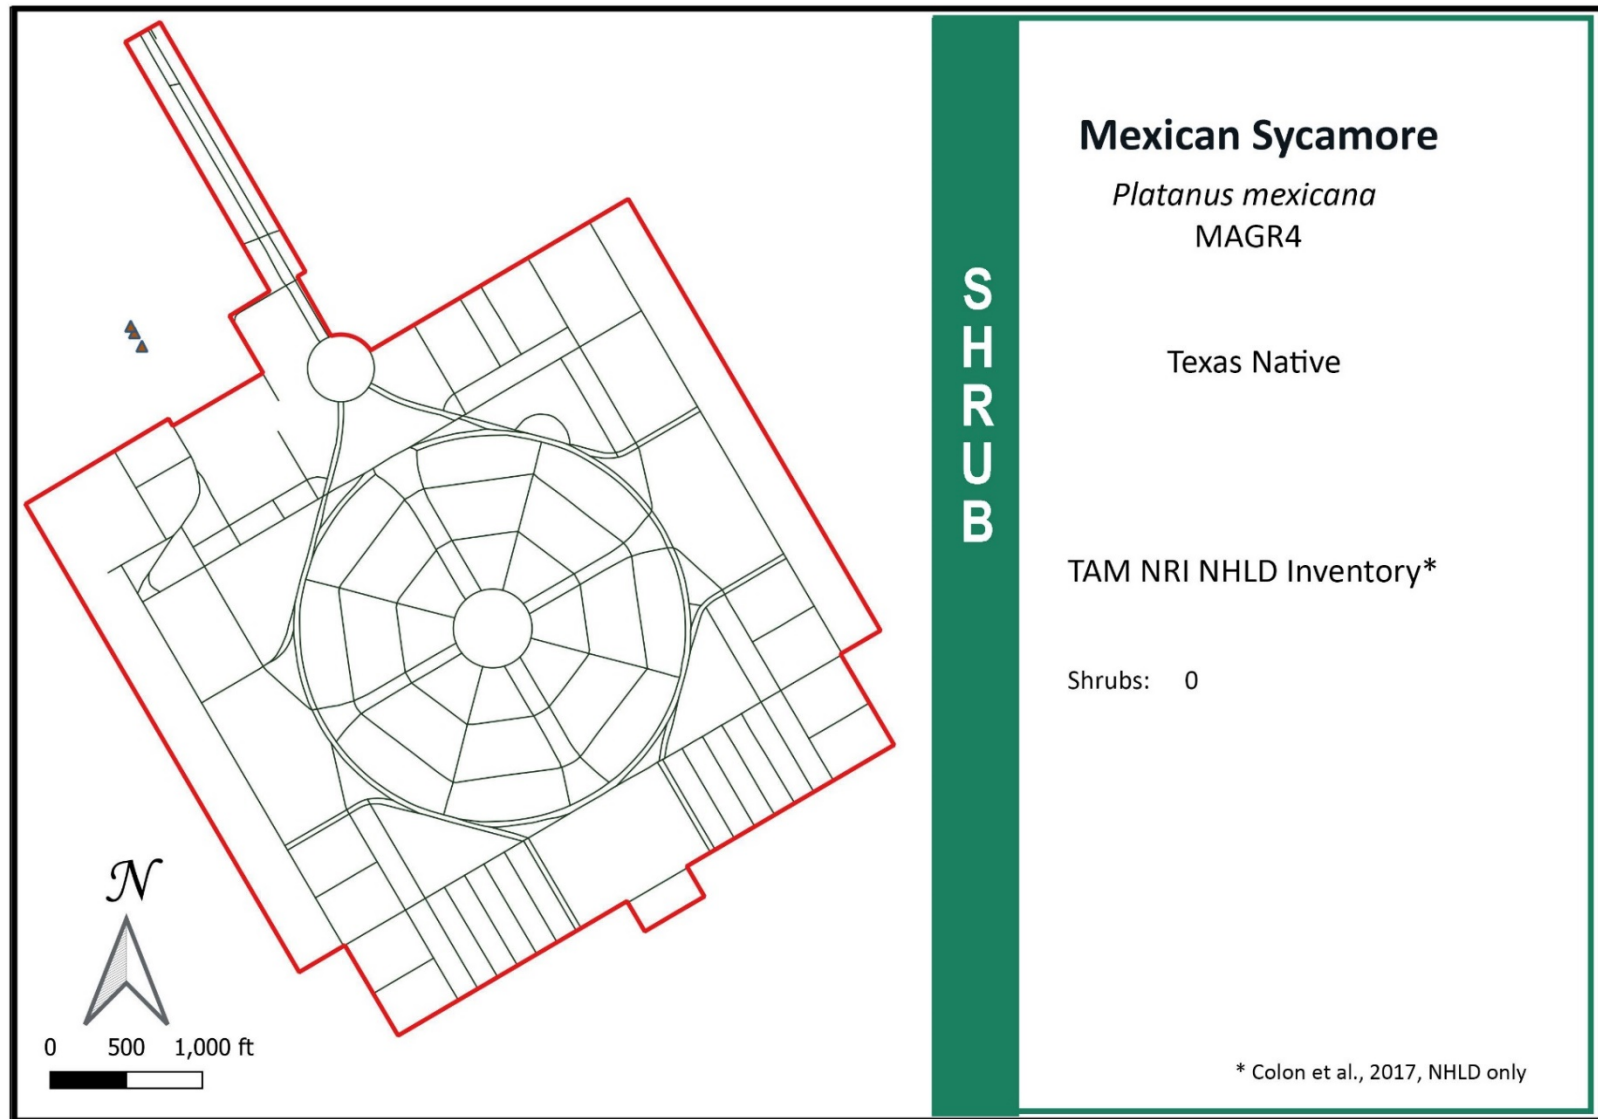 N
0 500 1,000 ft
SHRUB
Mexican Sycamore
Platanus mexicana
MAGR4
Texas Native
TAM NRI NHLD Inventory*
Shrubs: 0
* Colon et al., 2017, NHLD only